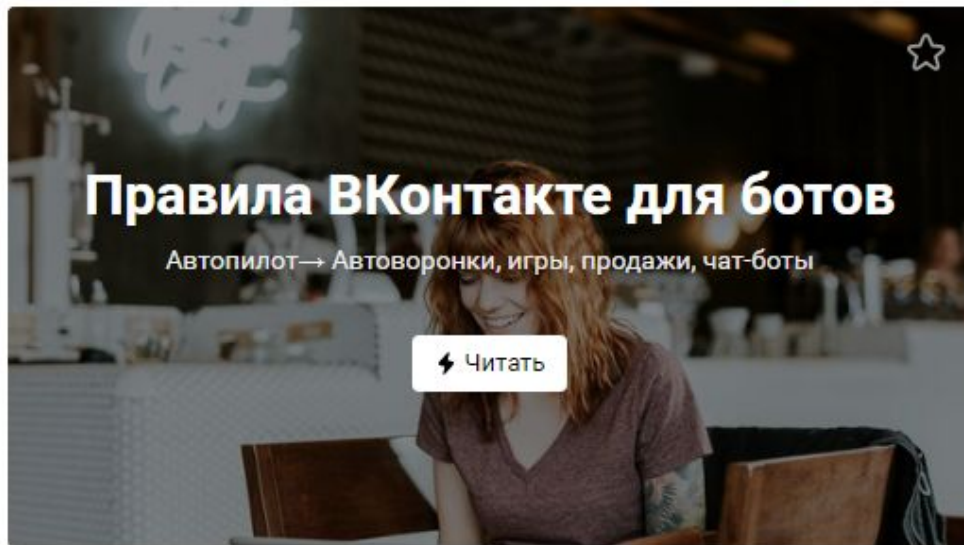 Правила ВКонтакте для ботов
Автопилот→ Автоворонки, игры, продажи, чат-боты
Читать